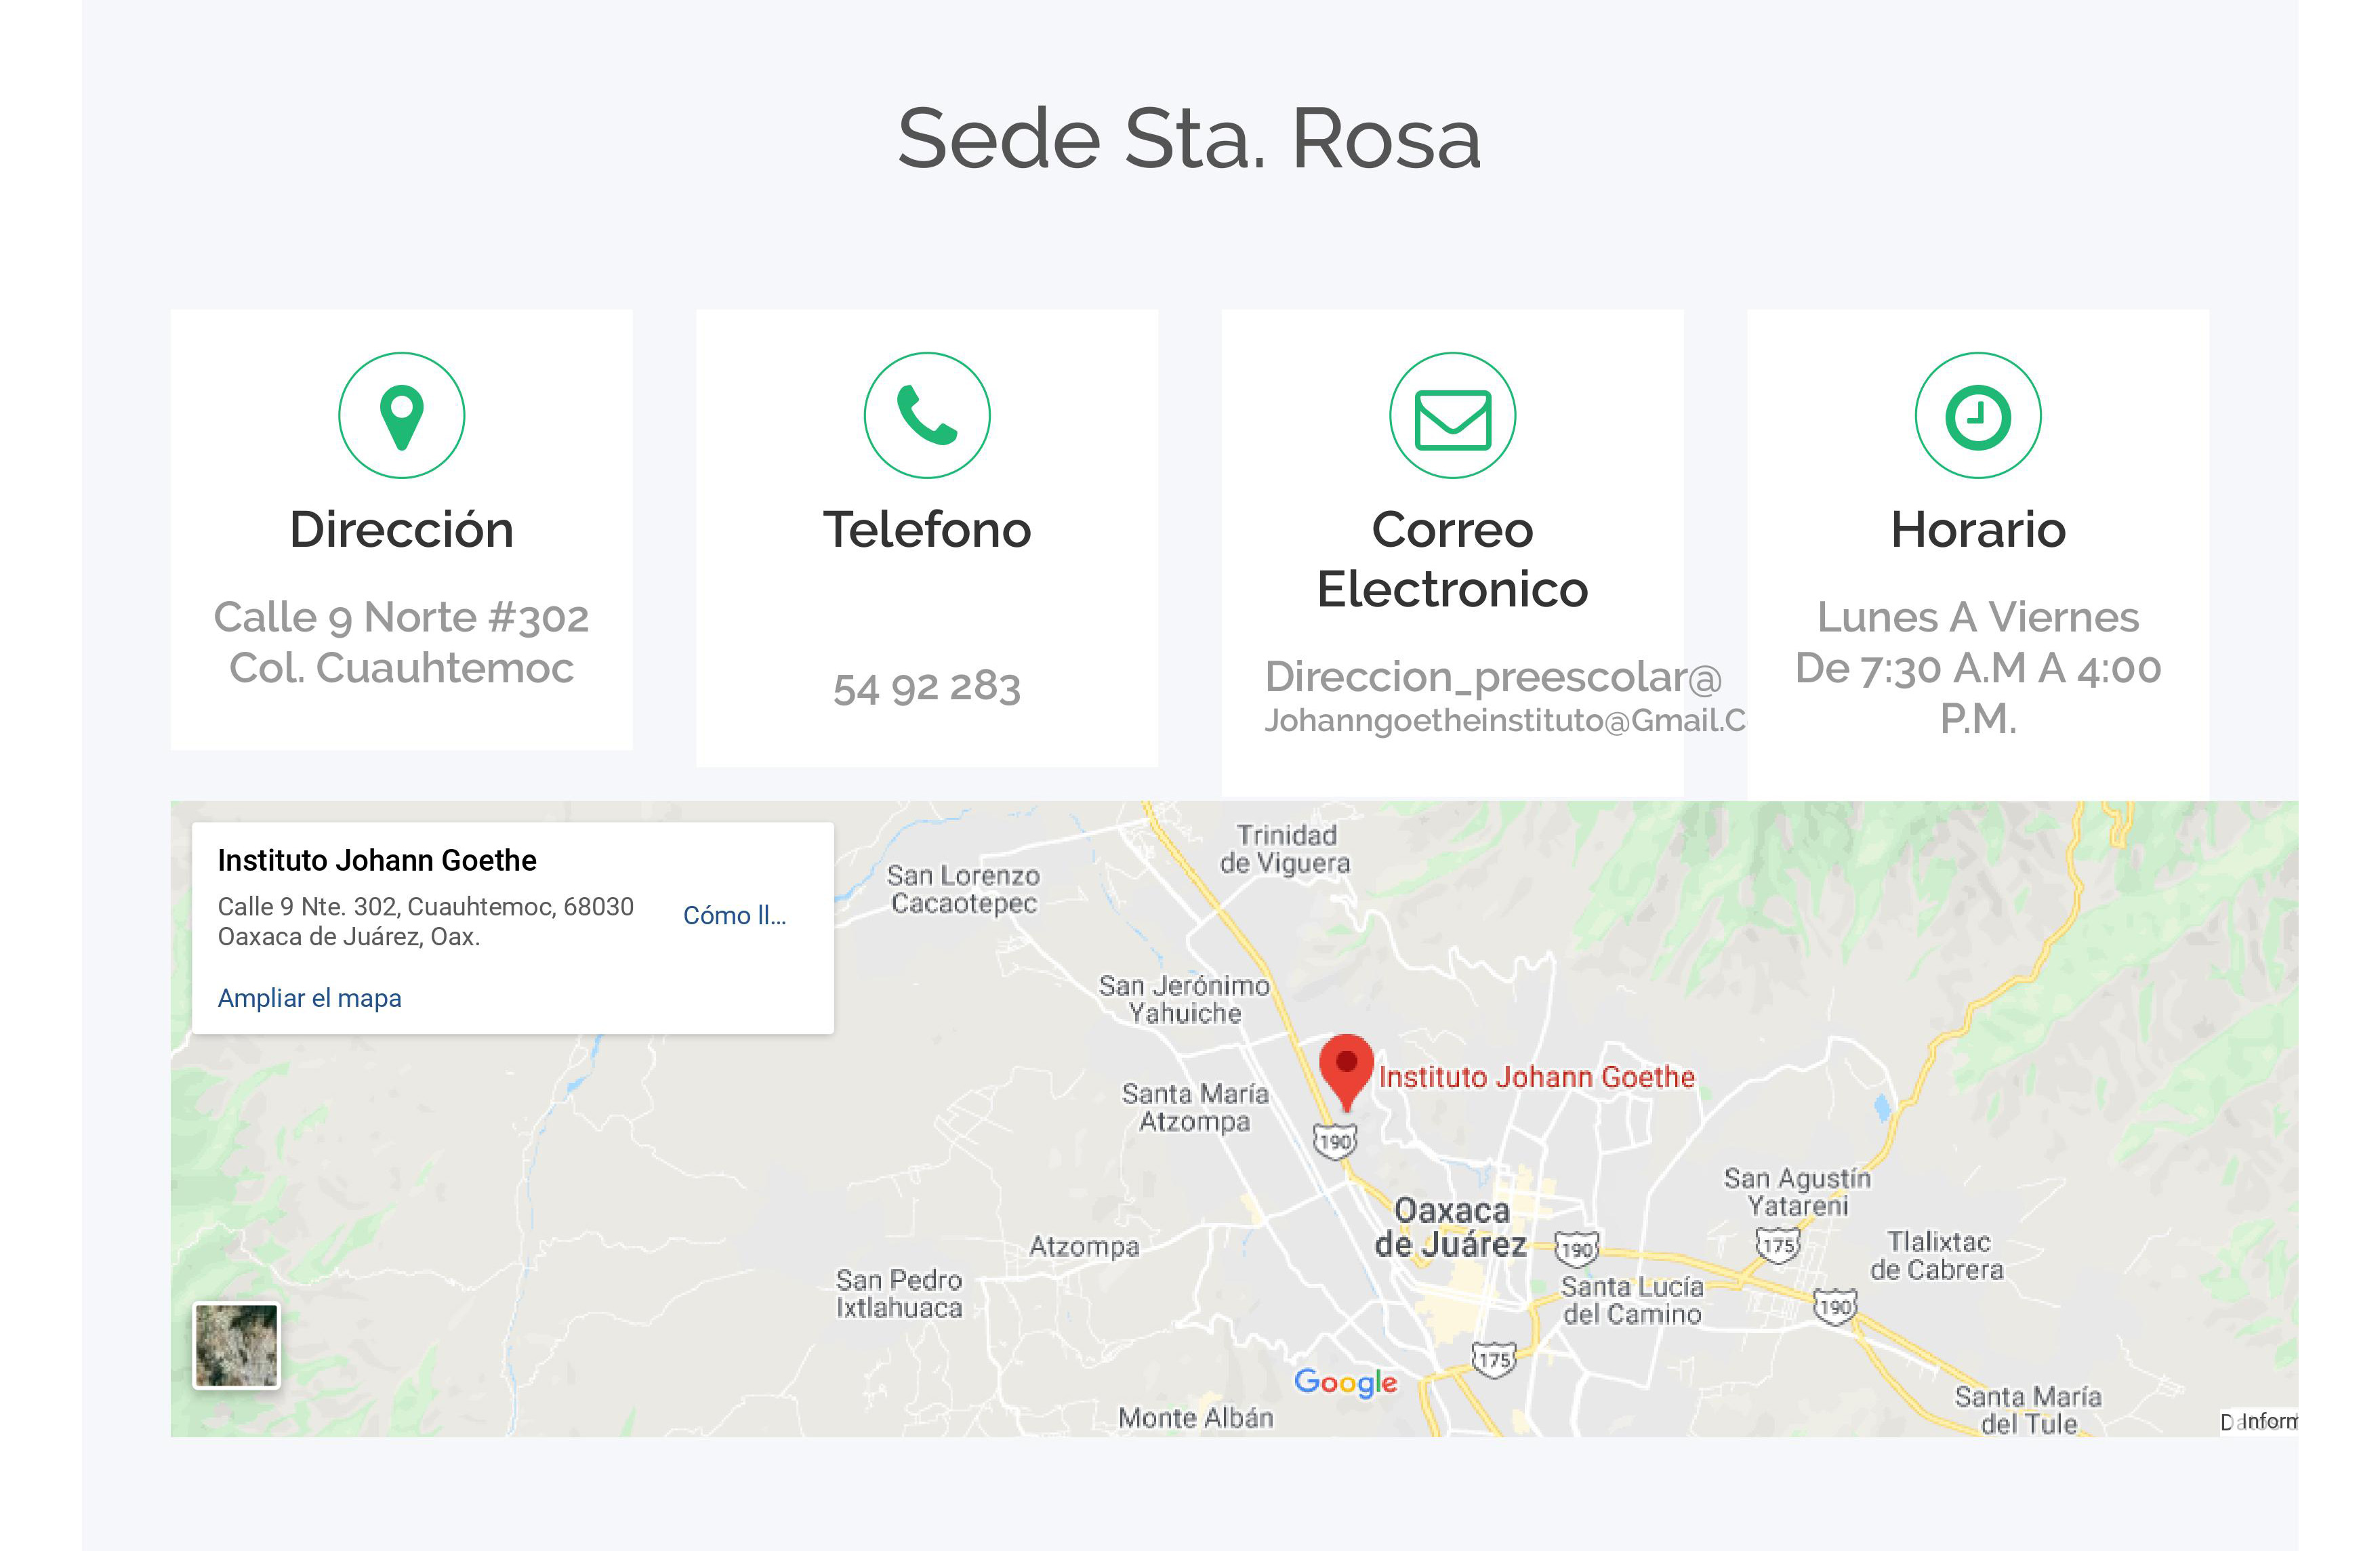 Sede Sta. Rosa
Dirección
Calle 9 Norte #302
Col. Cuauhtemoc
Telefono
54 92 283
Correo
Electronico
Direccion_preescolar@
Johanngoetheinstituto@Gmail.C
Horario
Lunes A Viernes
De 7:30 A.M A 4:00
P.M.
Instituto Johann Goethe
Calle 9 Nte. 302, Cuauhtemoc, 68030
Oaxaca de Juárez, Oax.
Cómo ll...
Ampliar el mapa
Trinidad
de Viguera
San Lorenzo
Cacaotepec
San Jerónimo
Yahuiche
Instituto Johann Goethe
Santa María
Atzompa
190
San Agustín
Yatareni
Oaxaca
de Juárez
190
175
Tlalixtac
de Cabrera
Atzompa
San Pedro
Ixtlahuaca
Santa Lucía
del Camino
190
175
Google
Santa María
del Tule
Monte Albán
Inform